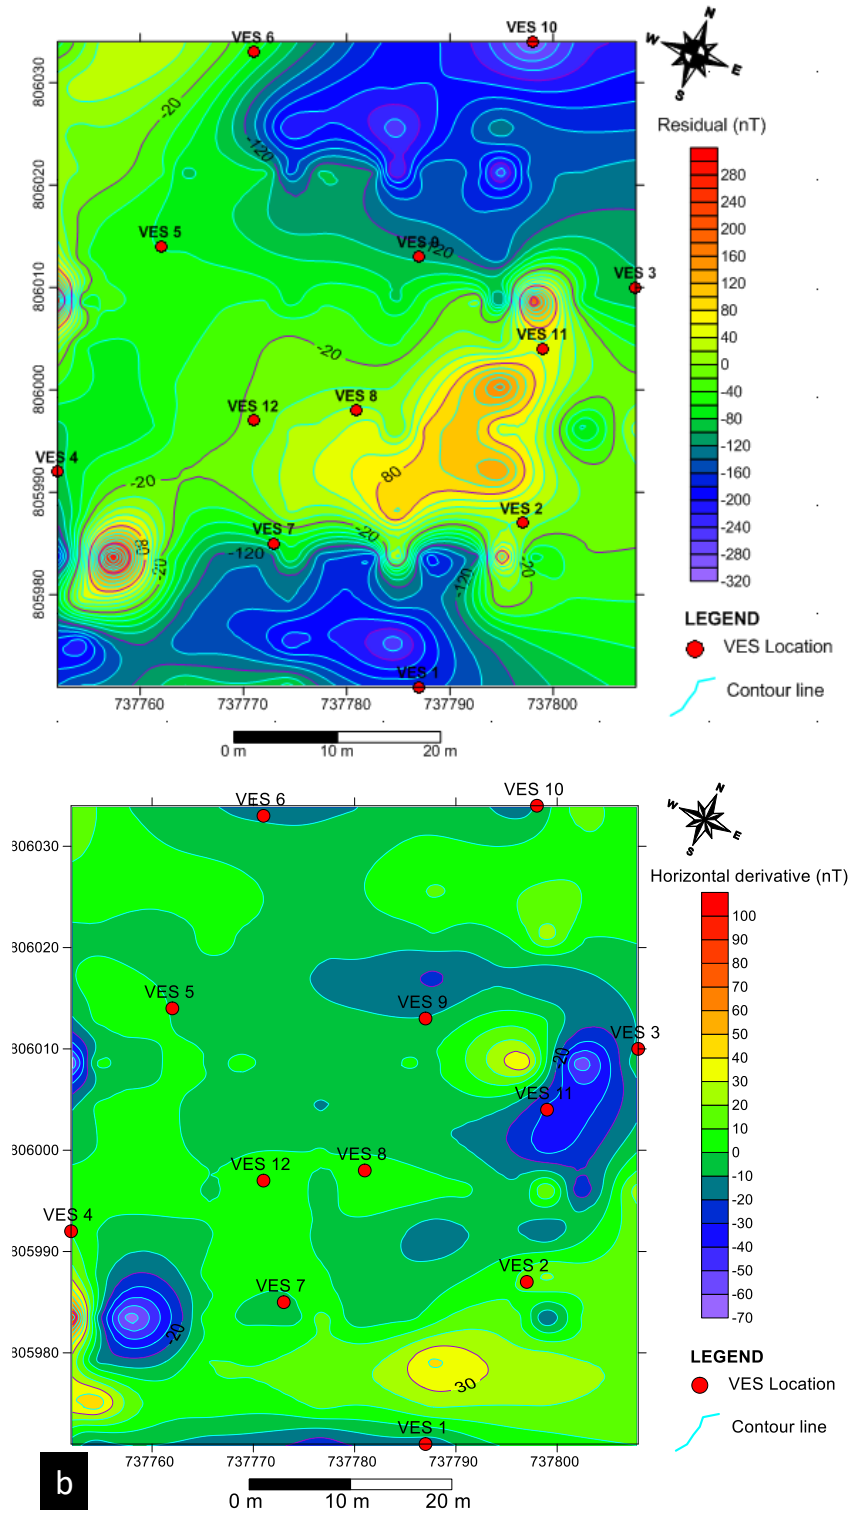 VES 10
VES 6
N
W
E
S
806030
-20
Residual (nT)
-120
280
240
200
160
120
80
40
0
-40
-80
-120
-160
-200
-240
-280
-320
806020
VES 5
VES 9
-120
806010
VES 3
VES 11
-20
806000
VES 12
VES 8
VES 4
80
-20
805990
VES 2
VES 7
-20
-120
80
-20
-20
-120
805980
LEGEND
VES Location
Contour line
VES 1
737760
737770
737780
737790
737800
0 m
10 m
20 m
VES 6
VES 10
N
W
E
S
306030
Horizontal derivative (nT)
100
90
80
70
60
50
40
30
20
10
0
-10
-20
-30
-40
-50
-60
-70
306020
VES 5
VES 9
VES 3
306010
-20
VES 11
306000
VES 12
VES 8
VES 4
305990
VES 2
VES 7
-20
305980
30
LEGEND
VES Location
Contour line
VES 1
737760
737770
737780
737790
737800
b
0 m
10 m
20 m